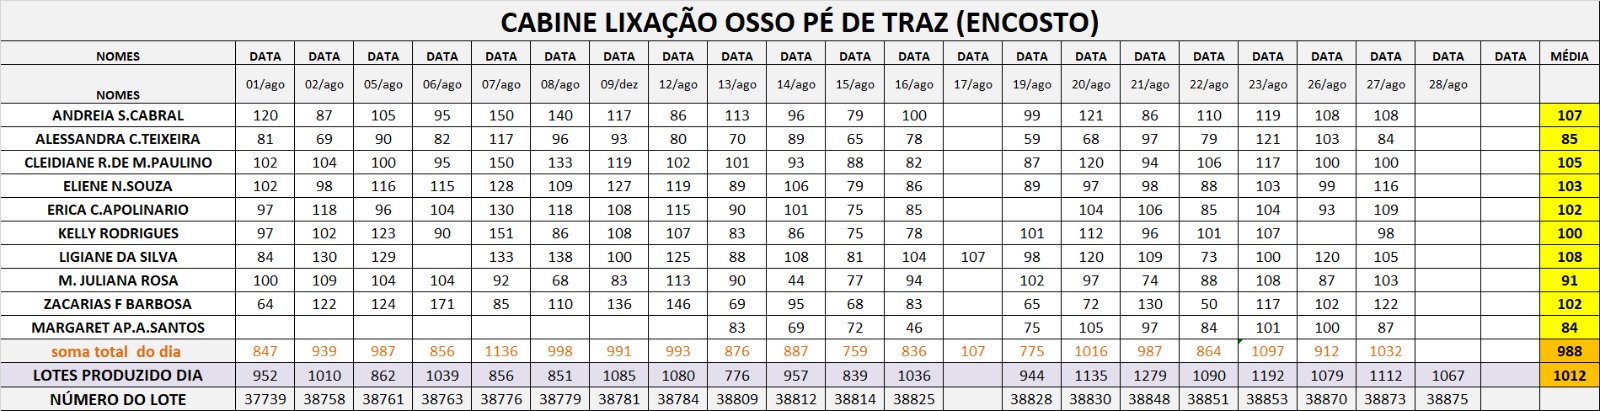 CABINE LIXAÇÃO OSSO PÉ DE TRAZ (ENCOSTO)
NOMES DATA DATA DATA DATA DATA DATA DATA DATA DATA DATA DATA DATA DATA DATA DATA DATA DATA DATA DATA DATA DATA DATA MÉDIA
NOMES 01/ago 02/ago 05/ago 06/ago 07/ago 08/ago 09/dez 12/ago 13/ago 14/ago 15/ago 16/ago 17/ago 19/ago 20/ago 21/ago 22/ago 23/ago 26/ago 27/ago 28/ago
ANDREIA S.CABRAL 120 87 105 95 150 140 117 86 113 96 79 100 99 121 86 110 119 108 108 107
ALESSANDRA C.TEIXEIRA 81 69 90 82 117 96 93 80 70 89 65 78 59 68 97 79 121 103 84 85
CLEIDIANE R.DE M.PAULINO 102 104 100 95 150 133 119 102 101 93 88 82 87 120 94 106 117 100 100 105
ELIENE N.SOUZA 102 98 116 115 128 109 127 119 89 106 79 86 89 97 98 88 103 99 116 103
ERICA C.APOLINARIO 97 118 96 104 130 118 108 115 90 101 75 85 104 106 85 104 93 109 102
KELLY RODRIGUES 97 102 123 90 151 86 108 107 83 86 75 78 101 112 96 101 107 98 100
LIGIANE DA SILVA 84 130 129 133 138 100 125 88 108 81 104 107 98 120 109 73 100 120 105 108
M. JULIANA ROSA 100 109 104 104 92 68 83 113 90 44 77 94 102 97 74 88 108 87 103 91
ZACARIAS F BARBOSA 64 122 124 171 85 110 136 146 69 95 68 83 65 72 130 50 117 102 122 102
MARGARET AP.A.SANTOS 83 69 72 46 75 105 97 84 101 100 87 84
soma total do dia 847 939 987 856 1136 998 991 993 876 887 759 836 107 775 1016 987 864 1097 912 1032 988
LOTES PRODUZIDO DIA 952 1010 862 1039 856 851 1085 1080 776 957 839 1036 944 1135 1279 1090 1192 1079 1112 1067 1012
NÚMERO DO LOTE 37739 38758 38761 38763 38776 38779 38781 38784 38809 38812 38814 38825 38828 38830 38848 38851 38853 38870 38873 38875